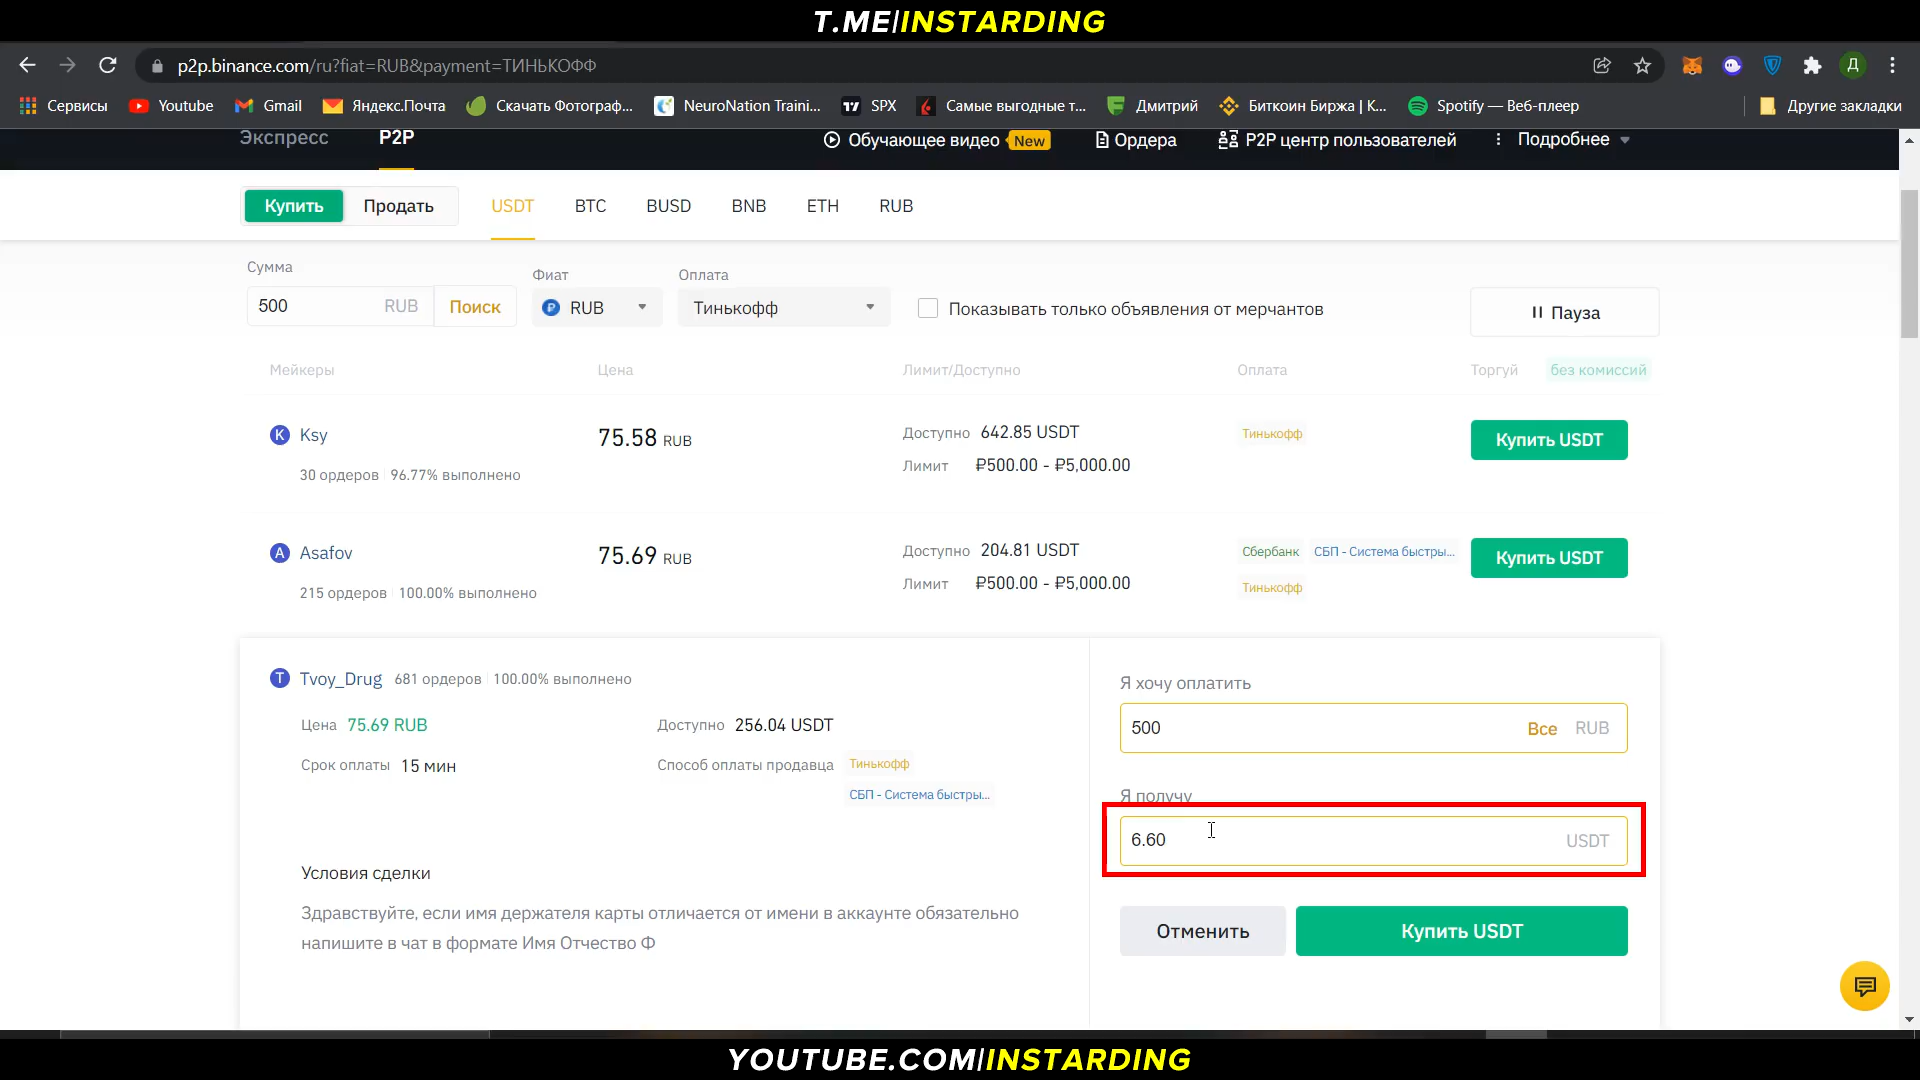 T.ME|INSTARDING
p2p.binance.com/ru?fiat=RUB&payment=ТИНЬКОФФ
Д
Сервисы Youtube Gmail Яндекс.Почта Скачать Фотограф... NeuroNation Traini... SPX Самые выгодные т... Дмитрий Биткоин Биржа | К... Spotify — Веб-плеер Другие закладки
Экспресс P2P Обучающее видео New Ордера P2P центр пользователей Подробнее
Купить Продать USDT BTC BUSD BNB ETH RUB
Сумма Фиат Оплата
500 RUB Поиск RUB Тинькофф Показывать только объявления от мерчантов Пауза
Мейкеры Цена Лимит/Доступно Оплата Торгуй без комиссий
K Ksy 75.58 RUB Доступно 642.85 USDT Тинькофф Купить USDT
30 ордеров 96.77% выполнено Лимит ₽500.00 - ₽5,000.00
A Asafov 75.69 RUB Доступно 204.81 USDT Сбербанк СБП - Система быстры... Купить USDT
215 ордеров 100.00% выполнено Лимит ₽500.00 - ₽5,000.00 Тинькофф
T Tvoy_Drug 681 ордеров 100.00% выполнено
Цена 75.69 RUB Доступно 256.04 USDT
Срок оплаты 15 мин Способ оплаты продавца Тинькофф
СБП - Система быстры...
Условия сделки
Здравствуйте, если имя держателя карты отличается от имени в аккаунте обязательно
напишите в чат в формате Имя Отчество Ф
Я хочу оплатить
500 Все RUB
Я получу
6.60 USDT
Отменить Купить USDT
YOUTUBE.COM|INSTARDING